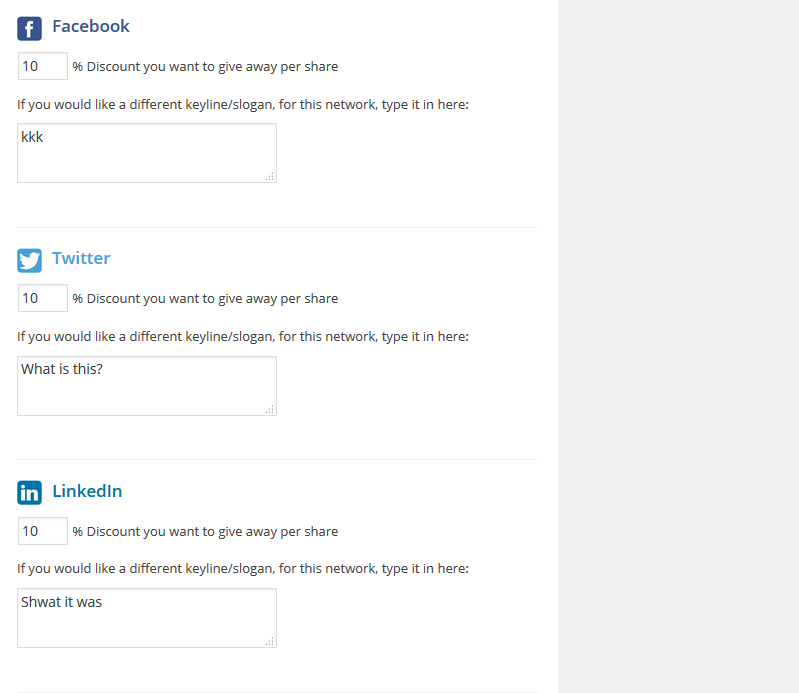 Facebook
10 % Discount you want to give away per share
If you would like a different keyline/slogan, for this network, type it in here:
kkk
Twitter
10 % Discount you want to give away per share
If you would like a different keyline/slogan, for this network, type it in here:
What is this?
LinkedIn
10 % Discount you want to give away per share
If you would like a different keyline/slogan, for this network, type it in here:
Shwat it was